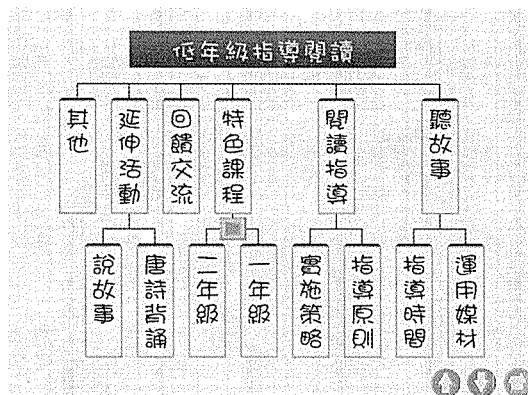 低年級指導閱讀
聽故事
閱讀指導
特色課程
回饋交流
延伸活動
其他
運用媒材
指導時間
指導原則
實施策略
一年級
二年級
唐詩背誦
說故事